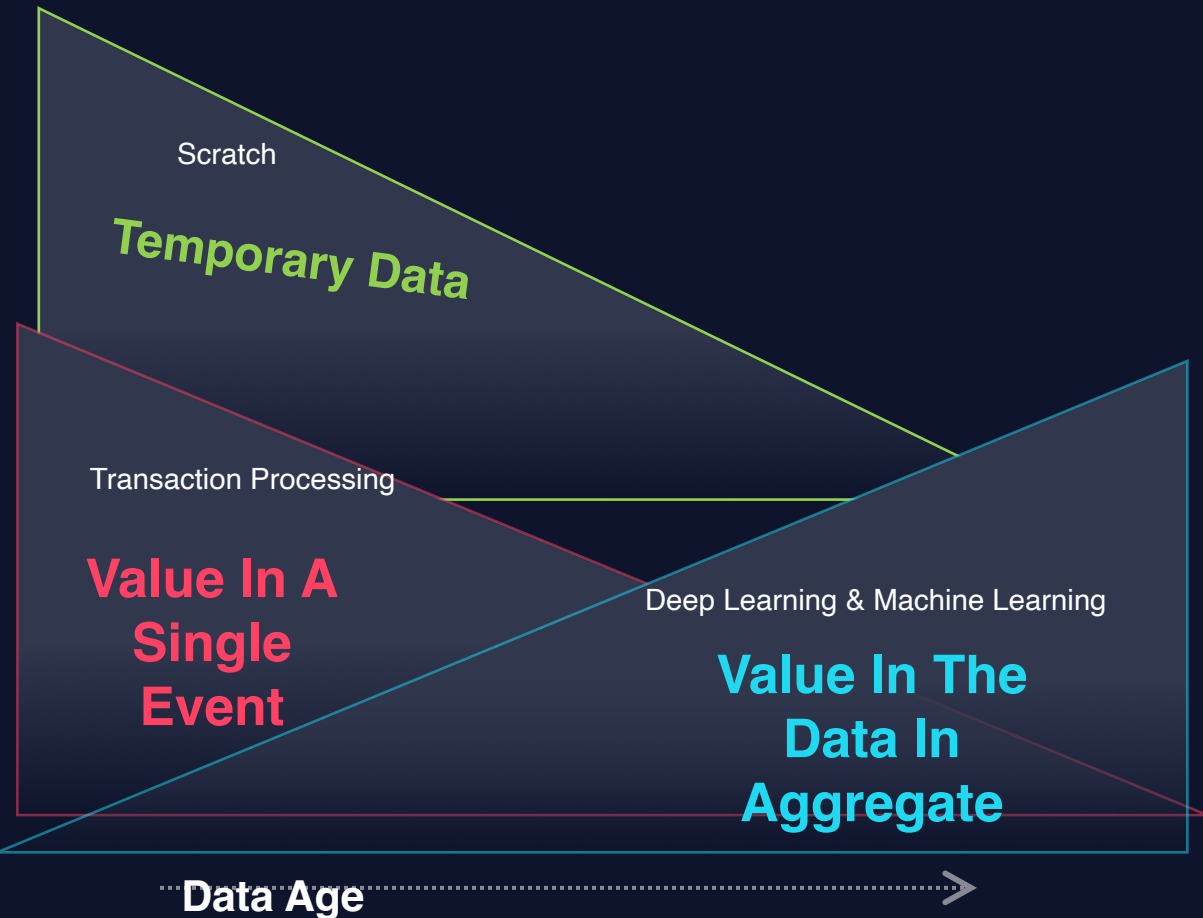 Scratch
Temporary Data
Transaction Processing
Value In A
Single
Event
Deep Learning & Machine Learning
Value In The
Data In
Aggregate
Data Age